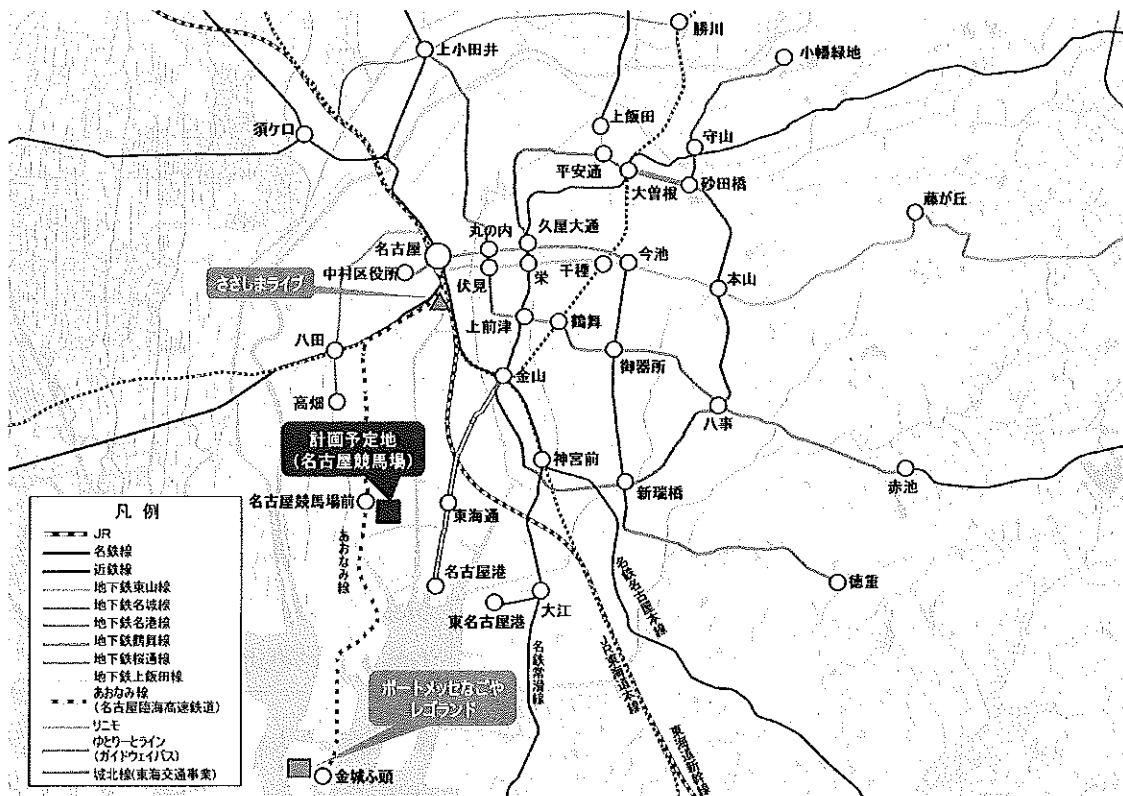 勝川
小幡緑地
上小田井
上飯田
須ケ口
守山
平安通
大曽根
砂田橋
藤が丘
丸の内
久屋大通
名古屋
今池
千種
中村区役所
伏見
栄
本山
ささしまライブ
上前津
鶴舞
八田
御器所
金山
高畑
八事
計画予定地
(名古屋競馬場)
神宮前
赤池
新瑞橋
名古屋競馬場前
東海通
あおなみ線
名古屋港
徳重
東名古屋港
大江
名鉄名古屋本線
JR東海道本線
名鉄常滑線
東海道新幹線
ポートメッセなごや
レゴランド
金城ふ頭
凡例
JR
名鉄線
近鉄線
地下鉄東山線
地下鉄名城線
地下鉄名港線
地下鉄鶴舞線
地下鉄桜通線
地下鉄上飯田線
あおなみ線
(名古屋臨海高速鉄道)
リニモ
ゆとりーとライン
(ガイドウェイバス)
城北線(東海交通事業)